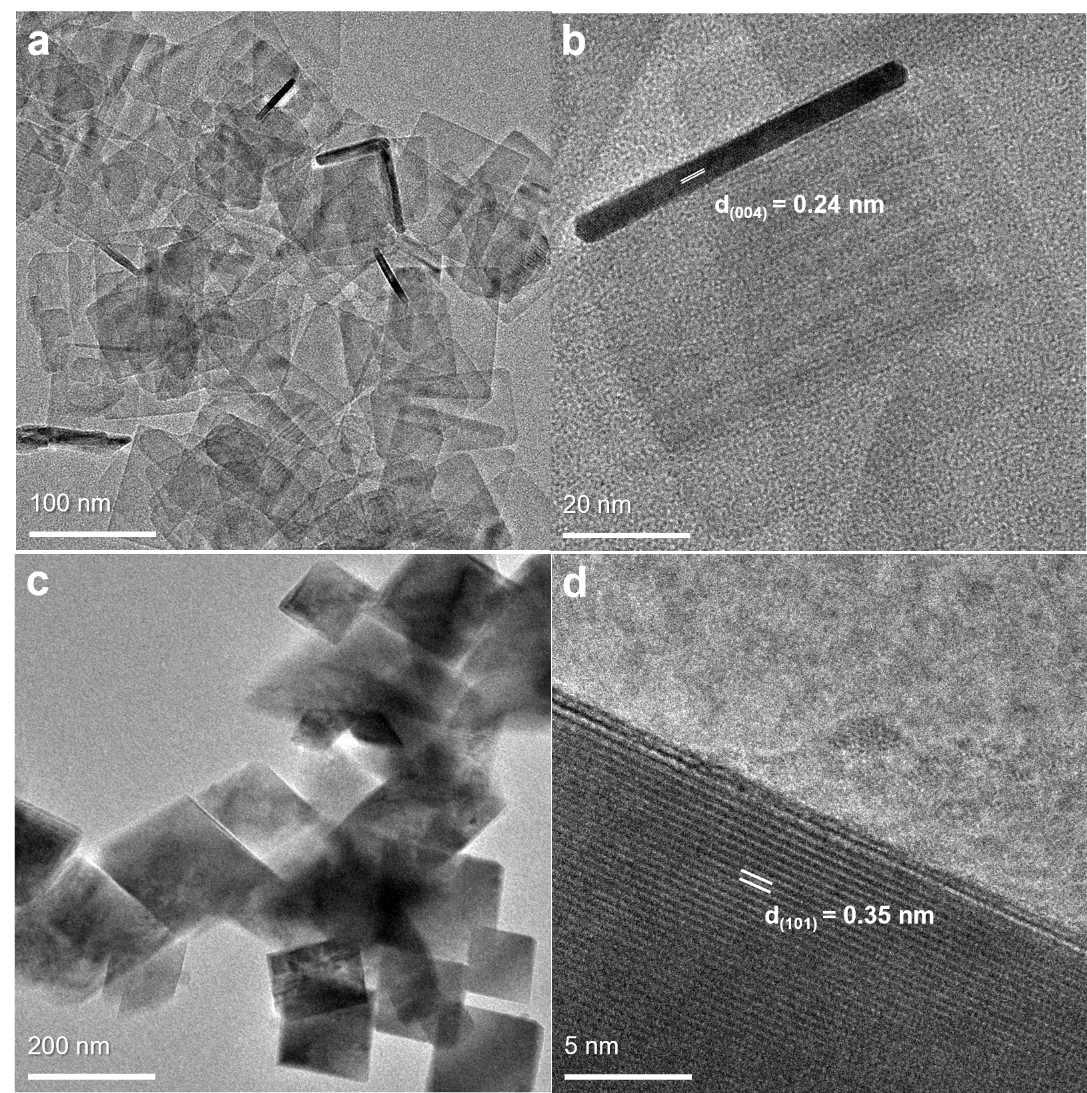 a
100 nm
b
d(004) = 0.24 nm
20 nm
c
200 nm
d
d(101) = 0.35 nm
5 nm